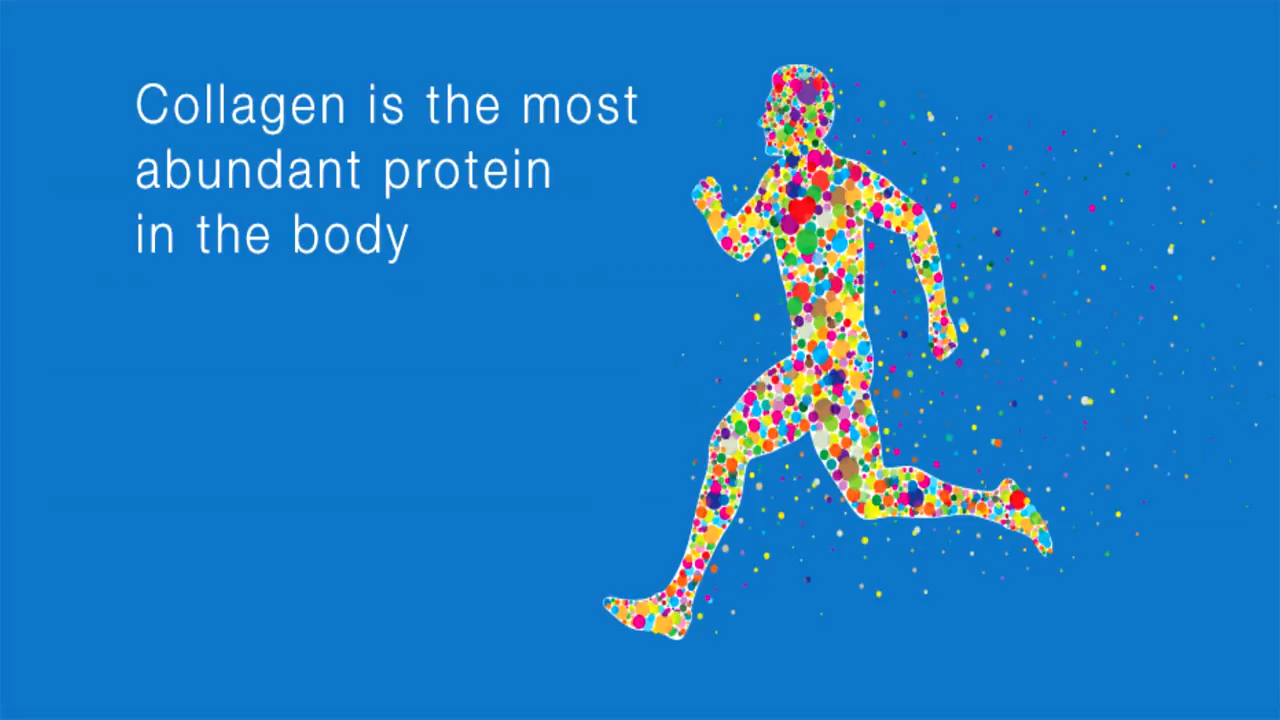 Collagen is the most
abundant protein
in the body